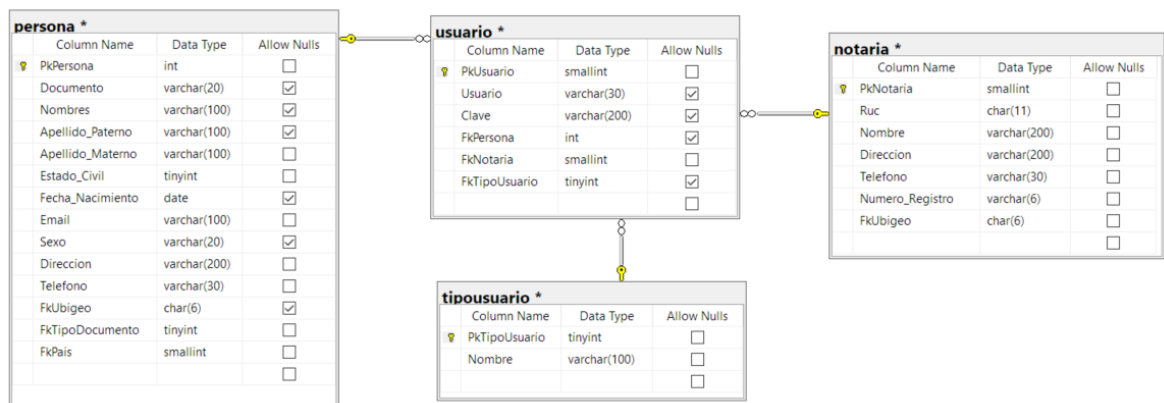 persona *
Column Name Data Type Allow Nulls
PkPersona int
Documento varchar(20)
Nombres varchar(100)
Apellido_Paterno varchar(100)
Apellido_Materno varchar(100)
Estado_Civil tinyint
Fecha_Nacimiento date
Email varchar(100)
Sexo varchar(20)
Direccion varchar(200)
Telefono varchar(30)
FkUbigeo char(6)
FkTipoDocumento tinyint
FkPais smallint
usuario *
Column Name Data Type Allow Nulls
PkUsuario smallint
Usuario varchar(30)
Clave varchar(200)
FkPersona int
FkNotaria smallint
FkTipoUsuario tinyint
notaria *
Column Name Data Type Allow Nulls
PkNotaria smallint
Ruc char(11)
Nombre varchar(200)
Direccion varchar(200)
Telefono varchar(30)
Numero_Registro varchar(6)
FkUbigeo char(6)
tipousuario *
Column Name Data Type Allow Nulls
PkTipoUsuario tinyint
Nombre varchar(100)